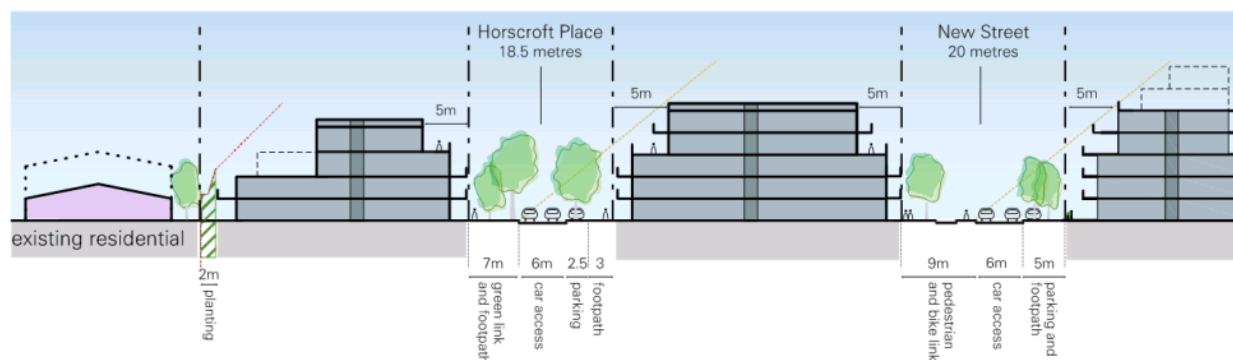 Horscroft Place
18.5 metres
New Street
20 metres
5m
5m
5m
5m
existing residential
2m
7m
6m
2.5
3
9m
6m
5m
planting
green link
and footpath
car access
parking
footpath
pedestrian
and bike link
car access
parking and
footpath